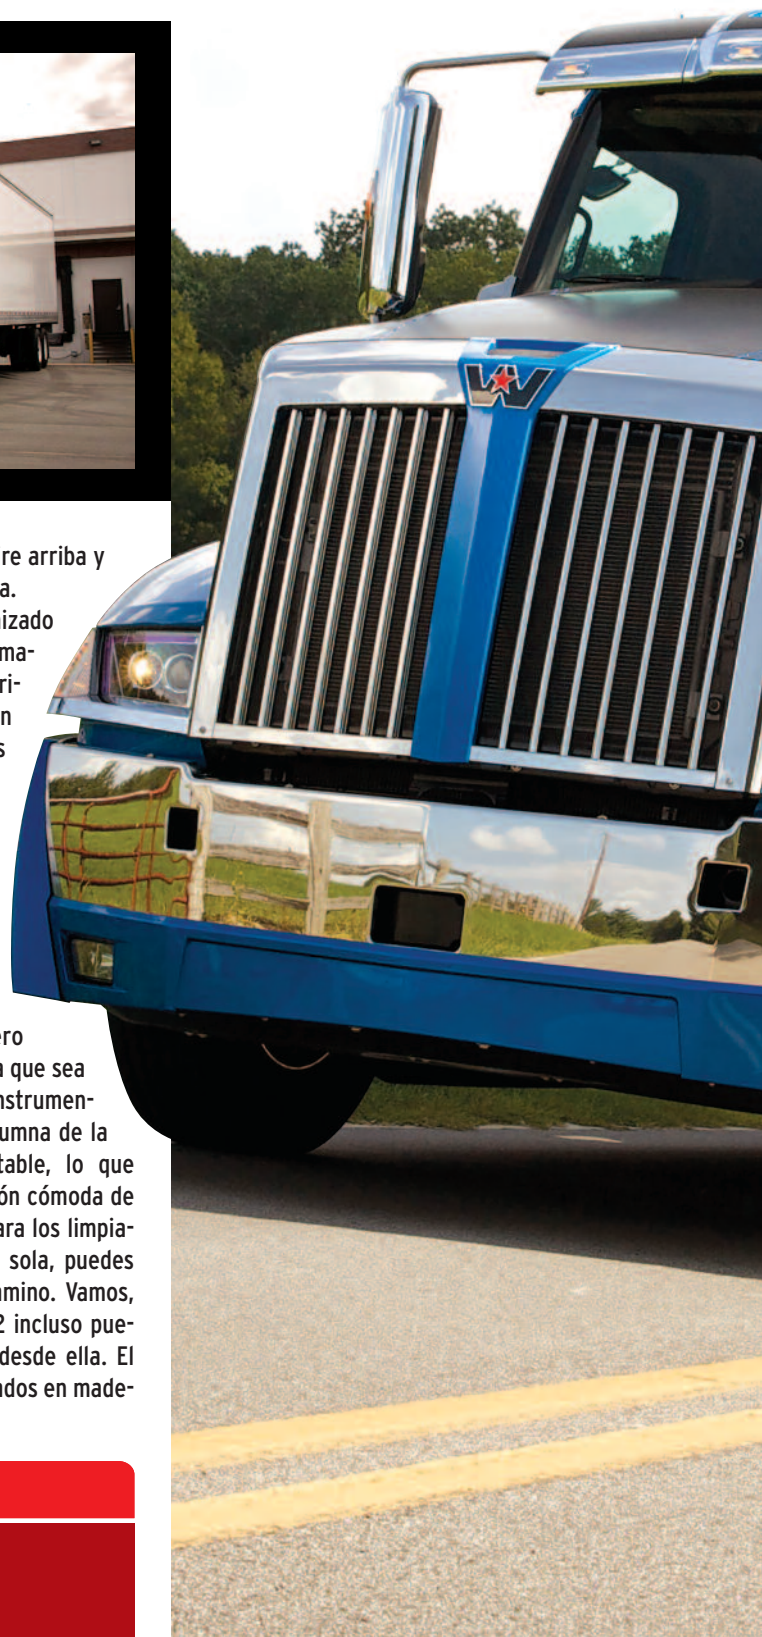 re arriba y
a.
izado
ma-
ri-
n
s
ero
a que sea
nstrumen-
umna de la
table, lo que
ón cómoda de
ara los limpia-
sola, puedes
amino. Vamos,
2 incluso pue-
desde ella. El
ados en made-
W